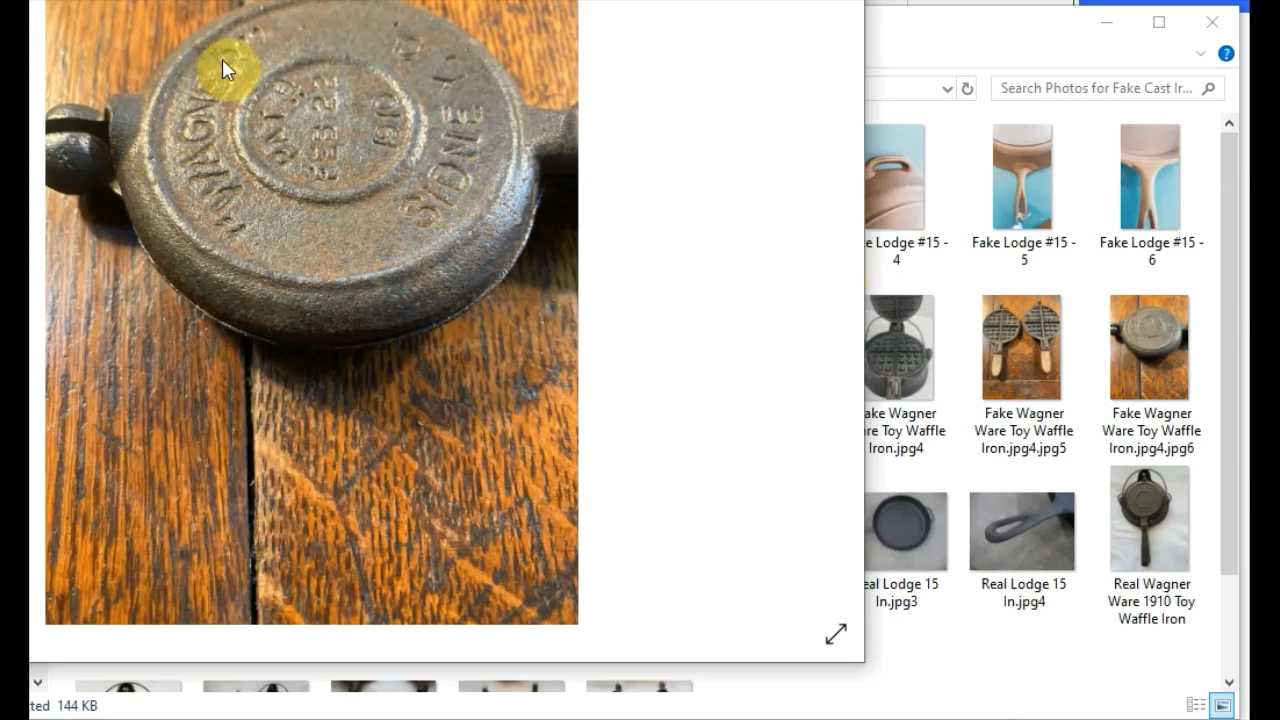 WAGN
SIDNE
FEB 22
1910
Search Photos for Fake Cast Ir...
e Lodge #15 -
4
Fake Lodge #15 -
5
Fake Lodge #15 -
6
ake Wagner
re Toy Waffle
Iron.jpg4
Fake Wagner
Ware Toy Waffle
Iron.jpg4.jpg5
Fake Wagner
Ware Toy Waffle
Iron.jpg4.jpg6
eal Lodge 15
In.jpg3
Real Lodge 15
In.jpg4
Real Wagner
Ware 1910 Toy
Waffle Iron
ted 144 KB